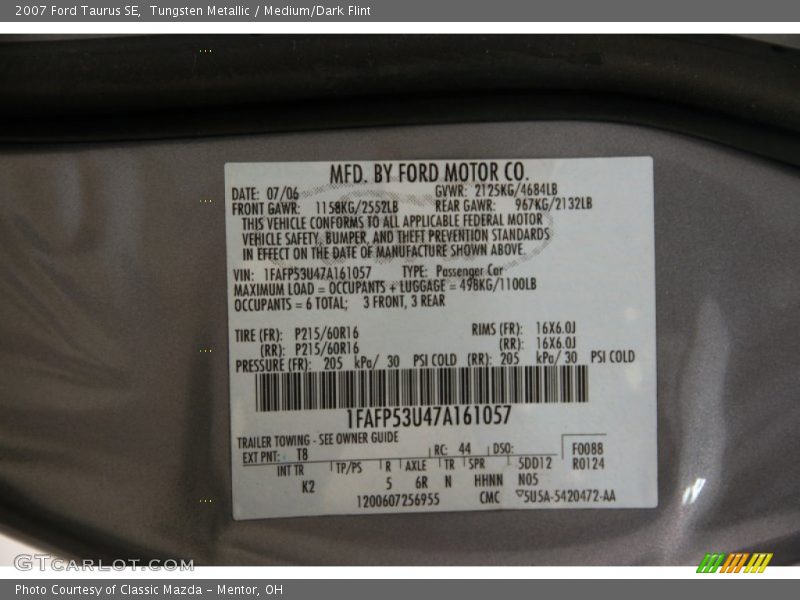 2007 Ford Taurus SE,  Tungsten Metallic / Medium/Dark Flint
MFD. BY FORD MOTOR CO.
DATE: 07/06 GVWR: 2125KG/4684LB
FRONT GAWR: 1158KG/2552LB REAR GAWR: 967KG/2132LB
THIS VEHICLE CONFORMS TO ALL APPLICABLE FEDERAL MOTOR
VEHICLE SAFETY, BUMPER, AND THEFT PREVENTION STANDARDS
IN EFFECT ON THE DATE OF MANUFACTURE SHOWN ABOVE.
VIN: 1FAFP53U47A161057 TYPE: Passenger Car
MAXIMUM LOAD = OCCUPANTS + LUGGAGE = 498KG/1100LB
OCCUPANTS = 6 TOTAL; 3 FRONT, 3 REAR
TIRE (FR): P215/60R16 RIMS (FR): 16X6.0J
(RR): P215/60R16 (RR): 16X6.0J
PRESSURE (FR): 205 kPa/ 30 PSI COLD (RR): 205 kPa/ 30 PSI COLD
1FAFP53U47A161057
TRAILER TOWING - SEE OWNER GUIDE
EXT PNT: T8 RC: 44 DSO: F0088
INT TR TP/PS R AXLE TR SPR 5DD12 R0124
K2 5 6R N HHNN N05
1200607256955 CMC 5U5A-5420472-AA
GTCARLOT.COM
Photo Courtesy of Classic Mazda - Mentor, OH